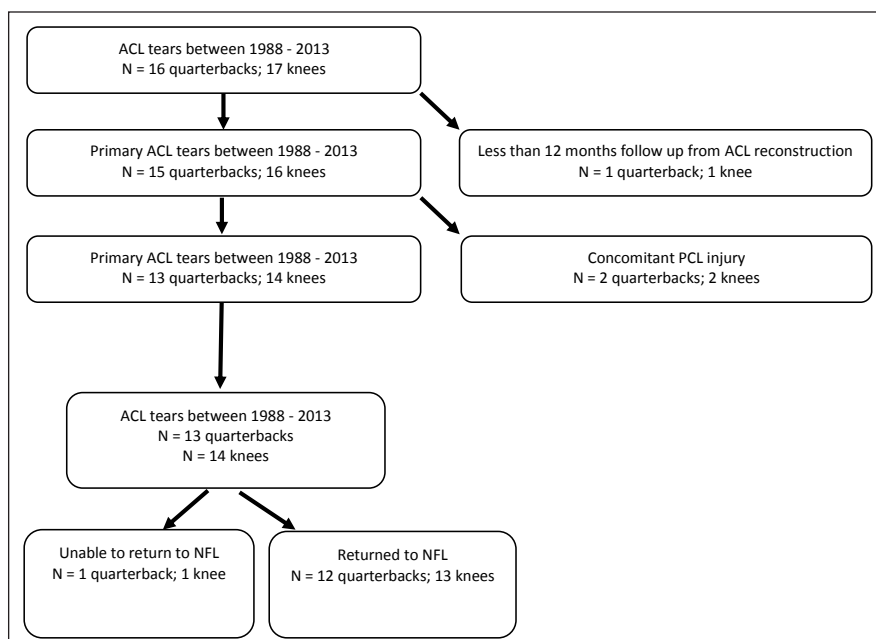 ACL tears between 1988 - 2013
N = 16 quarterbacks; 17 knees
Primary ACL tears between 1988 - 2013
N = 15 quarterbacks; 16 knees
Less than 12 months follow up from ACL reconstruction
N = 1 quarterback; 1 knee
Primary ACL tears between 1988 - 2013
N = 13 quarterbacks; 14 knees
Concomitant PCL injury
N = 2 quarterbacks; 2 knees
ACL tears between 1988 - 2013
N = 13 quarterbacks
N = 14 knees
Unable to return to NFL
N = 1 quarterback; 1 knee
Returned to NFL
N = 12 quarterbacks; 13 knees